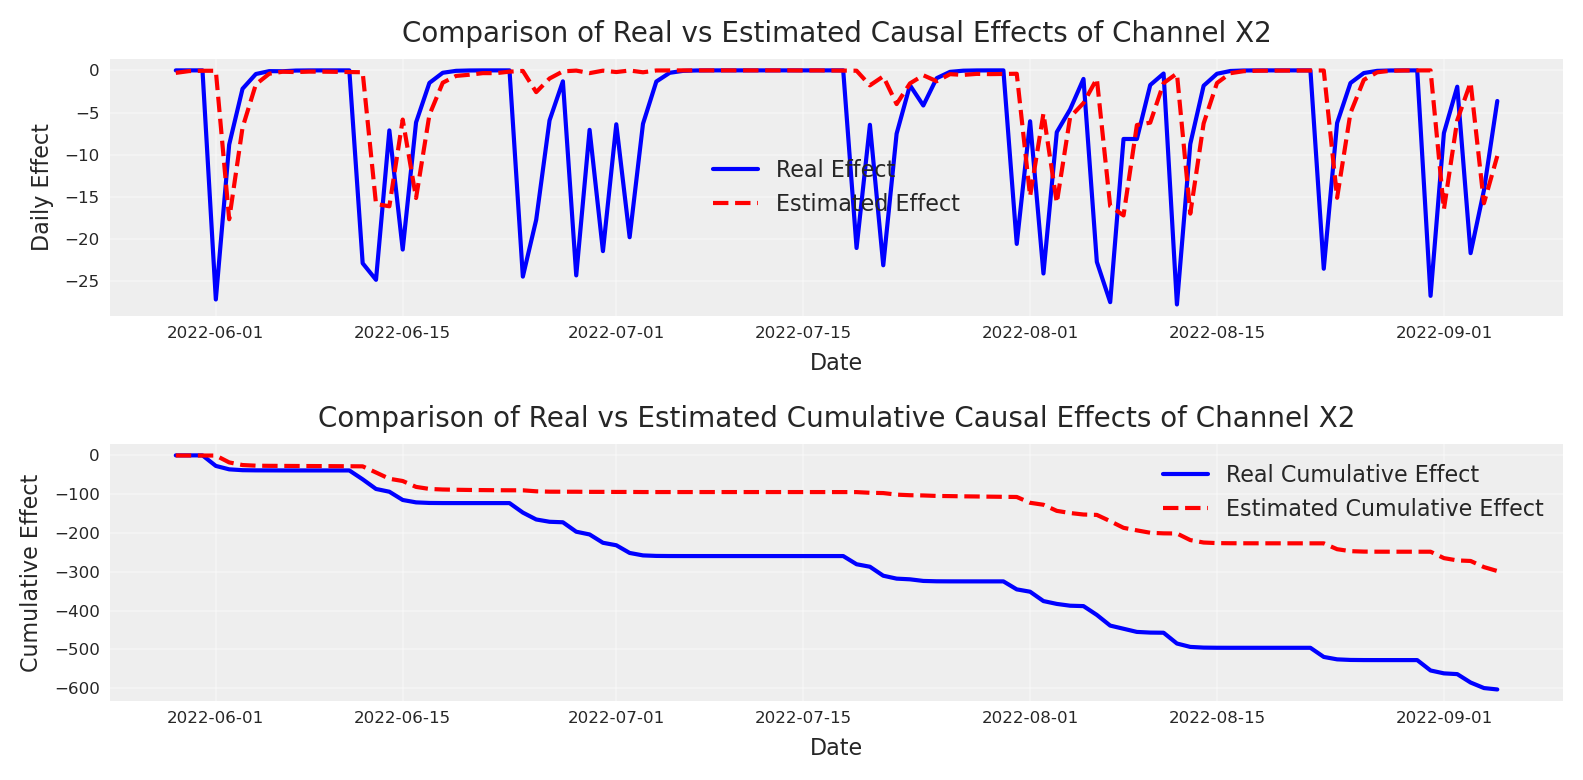 Comparison of Real vs Estimated Causal Effects of Channel X2
0
−5
−10
−15
−20
−25
Daily Effect
Real Effect
Estimated Effect
2022-06-01 2022-06-15 2022-07-01 2022-07-15 2022-08-01 2022-08-15 2022-09-01
Date
Comparison of Real vs Estimated Cumulative Causal Effects of Channel X2
0
−100
−200
−300
−400
−500
−600
Cumulative Effect
Real Cumulative Effect
Estimated Cumulative Effect
2022-06-01 2022-06-15 2022-07-01 2022-07-15 2022-08-01 2022-08-15 2022-09-01
Date